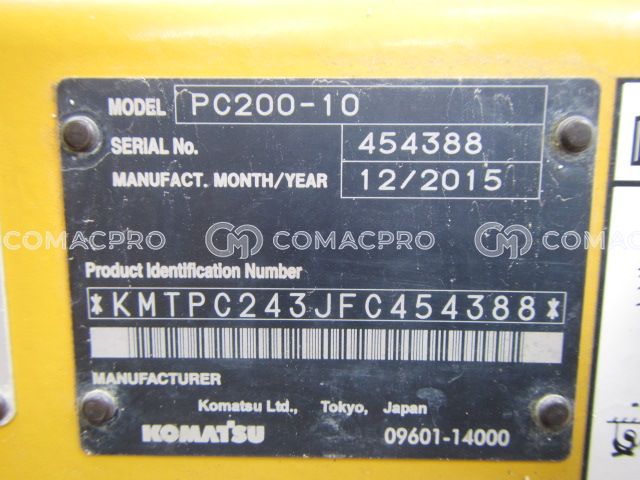 MODEL PC200-10
SERIAL No. 454388
MANUFACT. MONTH/YEAR 12/2015
COMACPRO COMACPRO COMACPRO
Product Identification Number
*KMTPC243JFC454388*
MANUFACTURER
Komatsu Ltd., Tokyo, Japan
KOMATSU 09601-14000